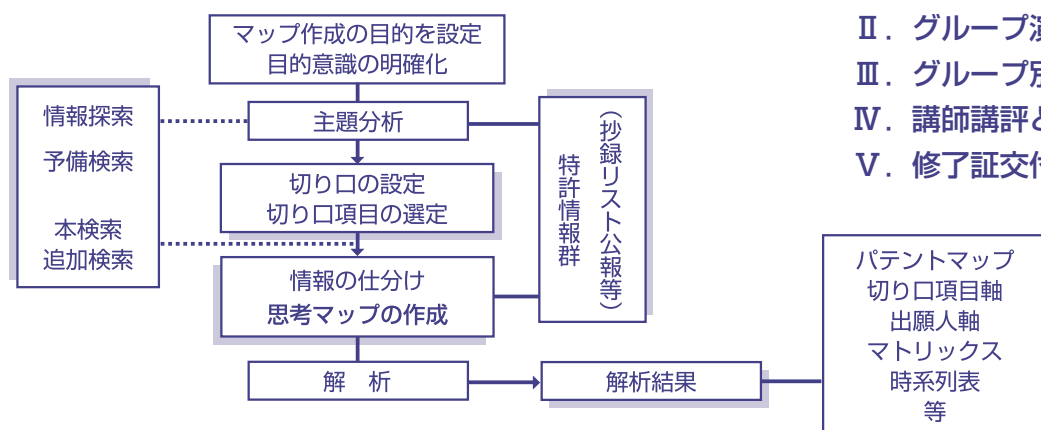 マップ作成の目的を設定
目的意識の明確化
情報探索
予備検索
本検索
追加検索
主題分析
切り口の設定
切り口項目の選定
情報の仕分け
思考マップの作成
解　析
解析結果
特許情報群
（抄録リスト公報等）
パテントマップ
切り口項目軸
出願人軸
マトリックス
時系列表
等
Ⅱ．グループ
Ⅲ．グループ
Ⅳ．講師講評
Ⅴ．修了証交